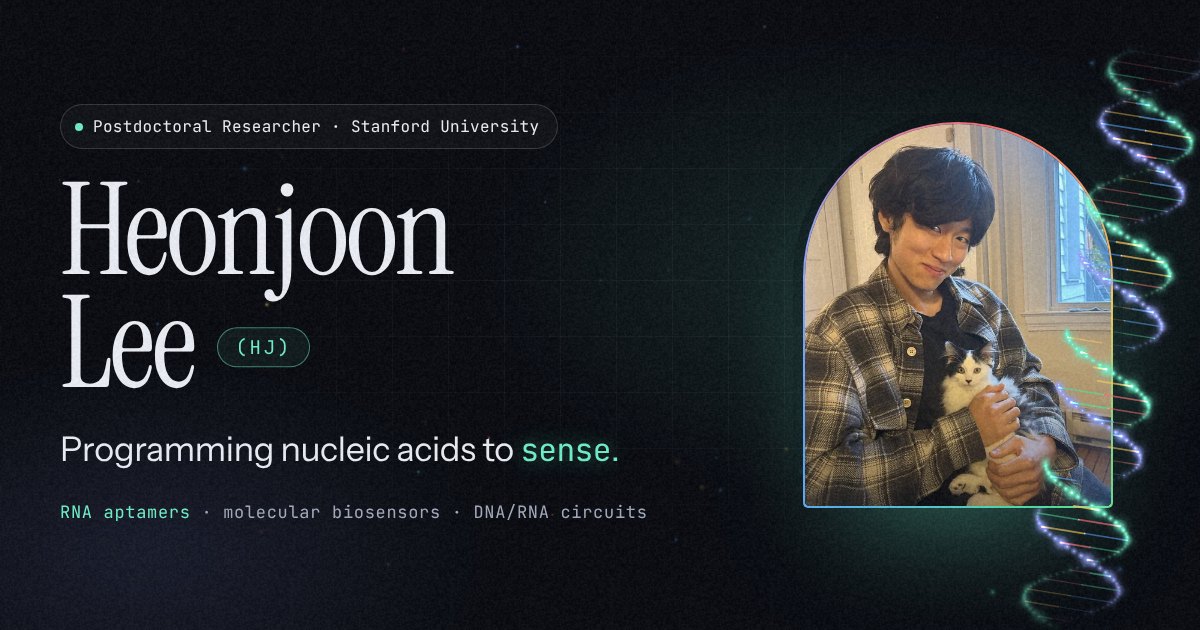 Postdoctoral Researcher · Stanford University
Heonjoon
Lee (HJ)
Programming nucleic acids to sense.
RNA aptamers · molecular biosensors · DNA/RNA circuits